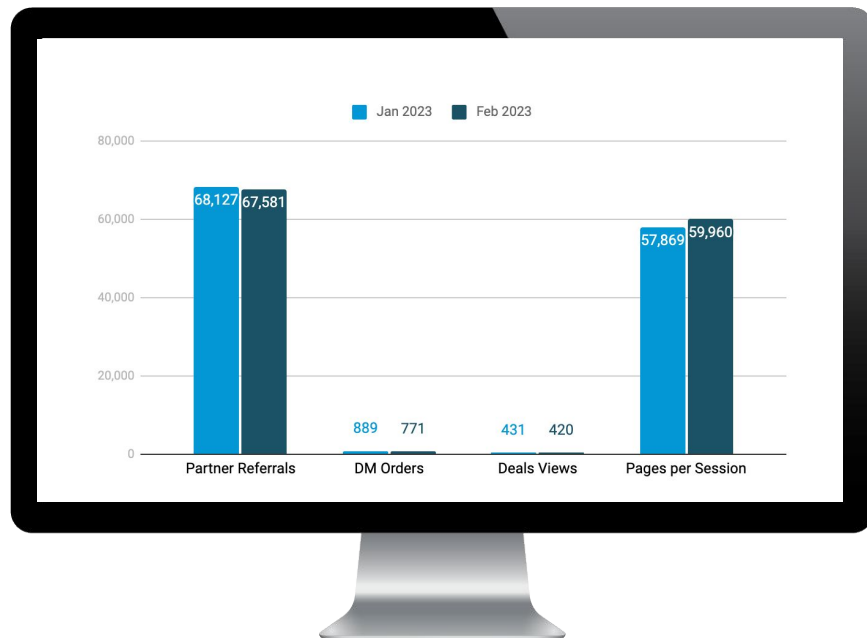 Jan 2023 Feb 2023
80,000
68,127 67,581
60,000
57,869 59,960
40,000
20,000
889 771 431 420
0
Partner Referrals DM Orders Deals Views Pages per Session